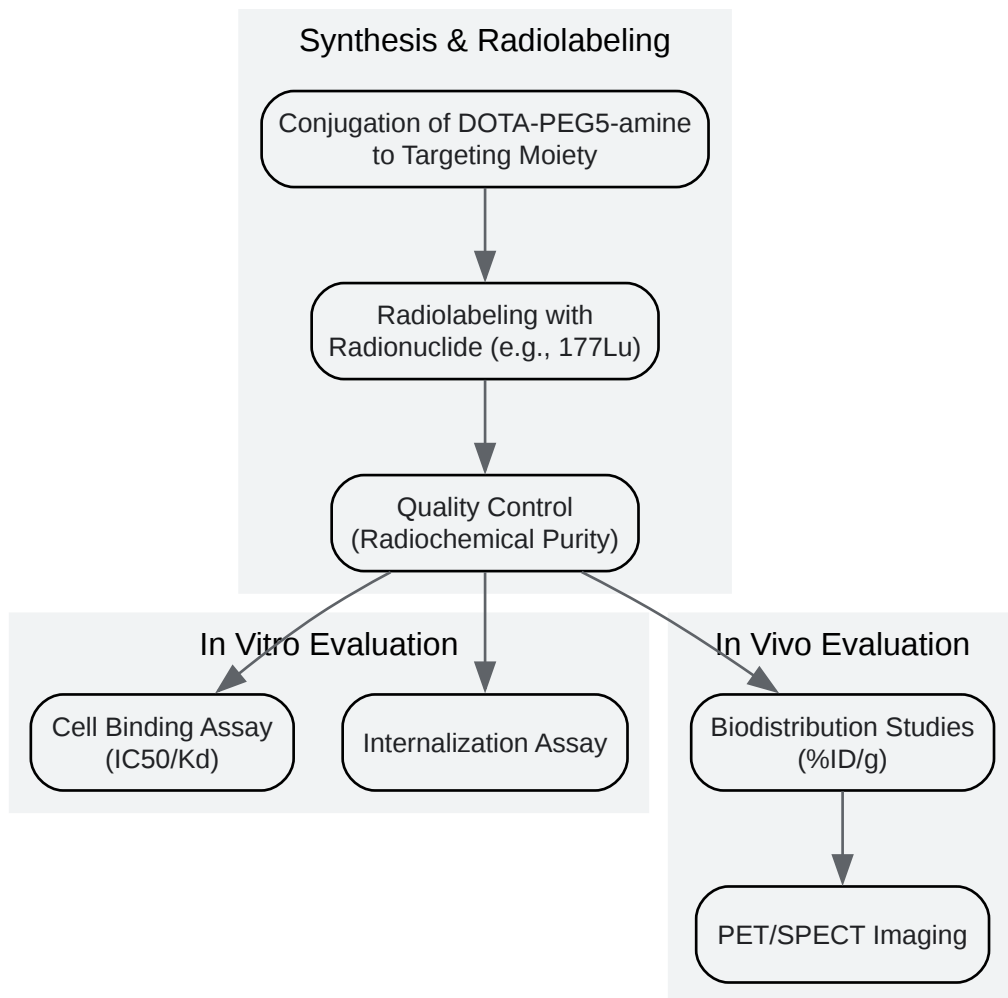 Synthesis & Radiolabeling
Conjugation of DOTA-PEG5-amine
to Targeting Moiety
Radiolabeling with
Radionuclide (e.g., 177Lu)
Quality Control
(Radiochemical Purity)
In Vitro Evaluation
Cell Binding Assay
(IC50/Kd)
Internalization Assay
In Vivo Evaluation
Biodistribution Studies
(%ID/g)
PET/SPECT Imaging